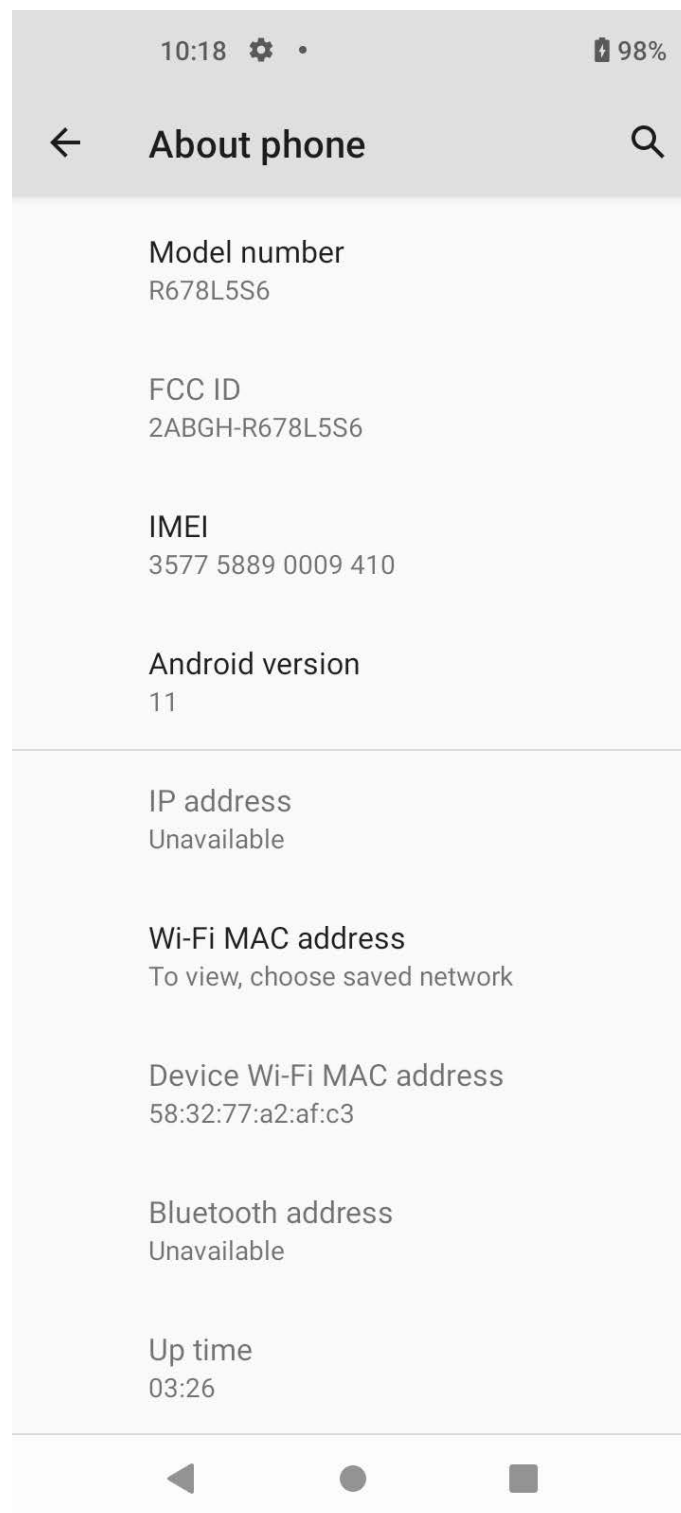 10:18 98%
About phone
Model number
R678L5S6
FCC ID
2ABGH-R678L5S6
IMEI
3577 5889 0009 410
Android version
11
IP address
Unavailable
Wi-Fi MAC address
To view, choose saved network
Device Wi-Fi MAC address
58:32:77:a2:af:c3
Bluetooth address
Unavailable
Up time
03:26